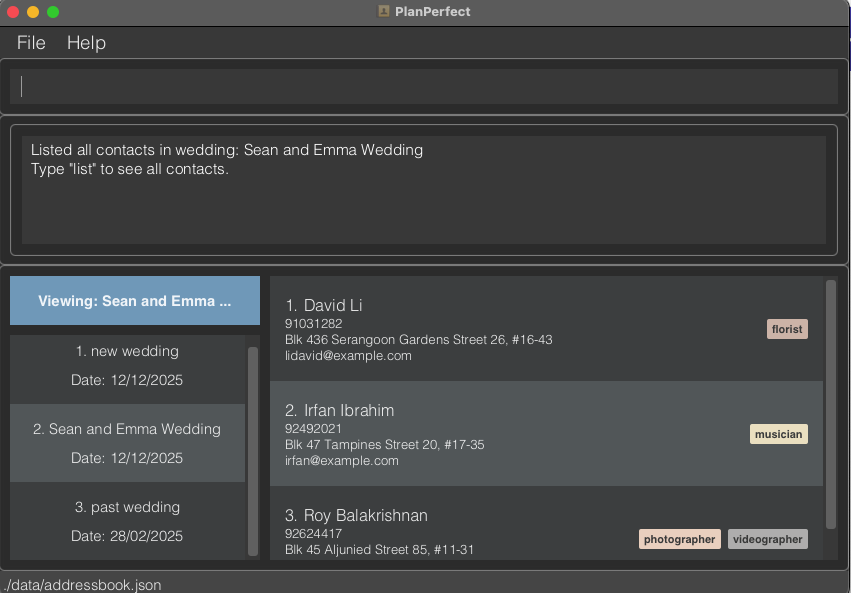 PlanPerfect
File Help
Listed all contacts in wedding: Sean and Emma Wedding
Type "list" to see all contacts.
Viewing: Sean and Emma ...
1. new wedding
Date: 12/12/2025
2. Sean and Emma Wedding
Date: 12/12/2025
3. past wedding
Date: 28/02/2025
1. David Li
91031282
Blk 436 Serangoon Gardens Street 26, #16-43
lidavid@example.com
florist
2. Irfan Ibrahim
92492021
Blk 47 Tampines Street 20, #17-35
irfan@example.com
musician
3. Roy Balakrishnan
92624417
Blk 45 Aljunied Street 85, #11-31
photographer videographer
./data/addressbook.json